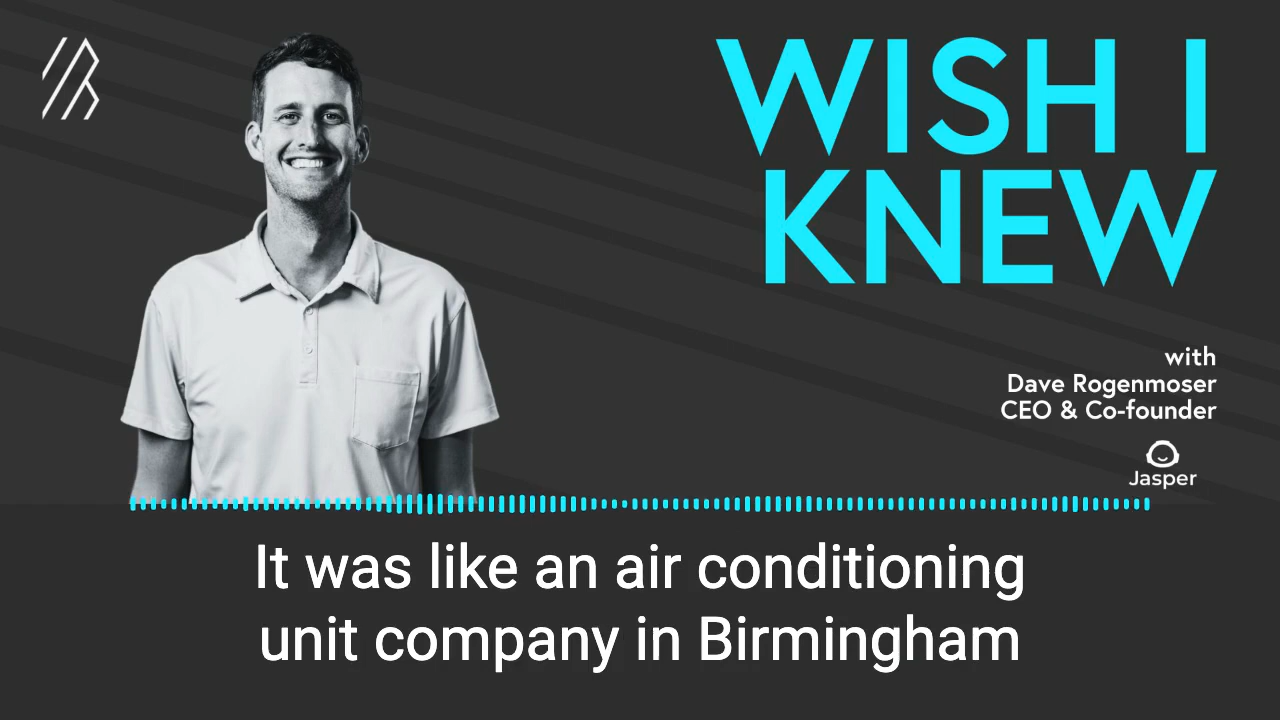 WISH I
KNEW
with
Dave Rogenmoser
CEO & Co-founder
Jasper
It was like an air conditioning
unit company in Birmingham